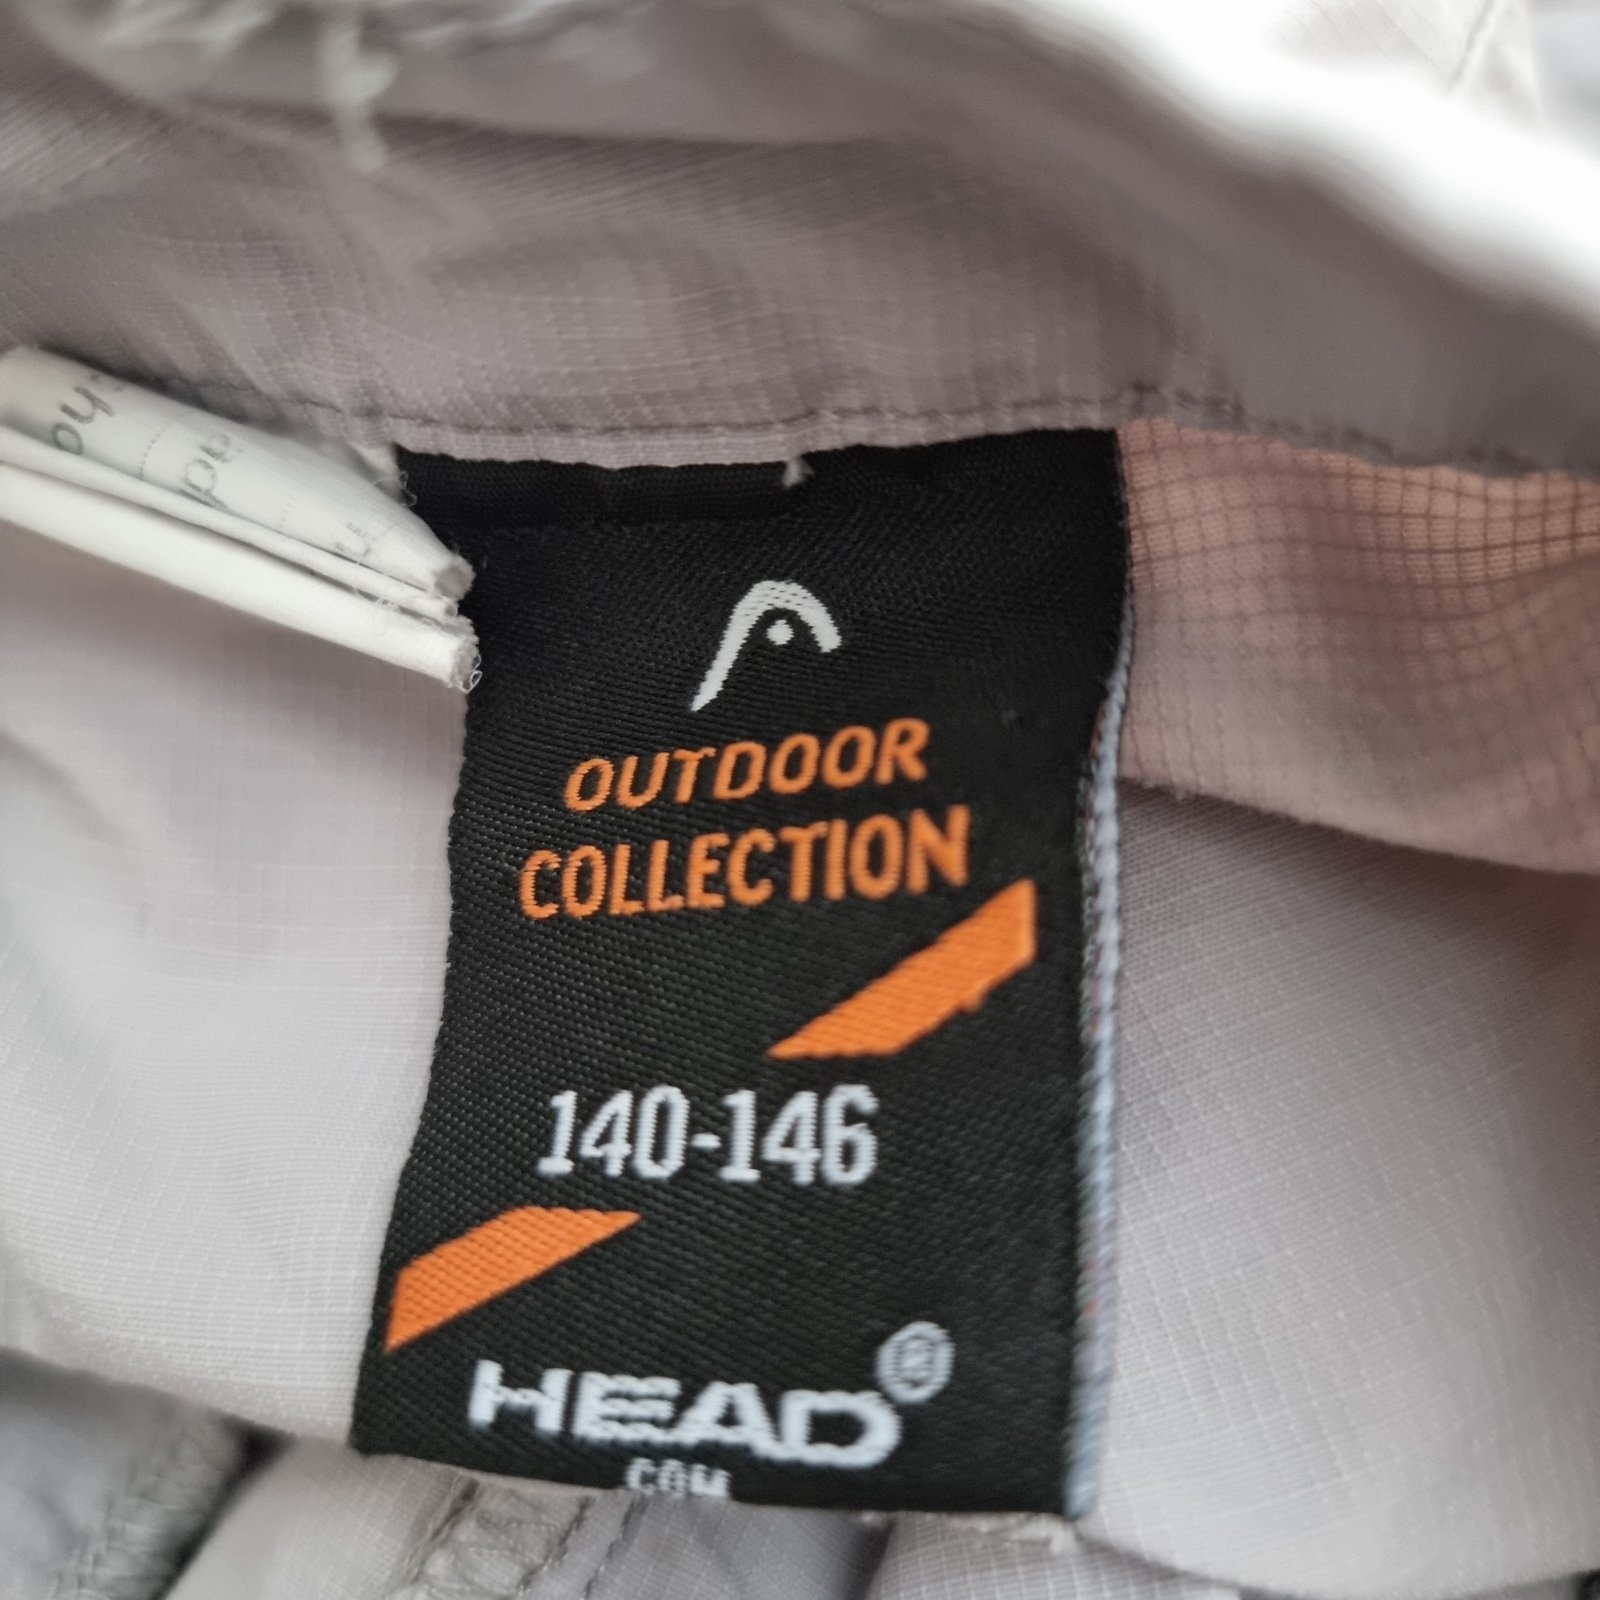 OUTDOOR
COLLECTION
140-146
HEAD®
COM